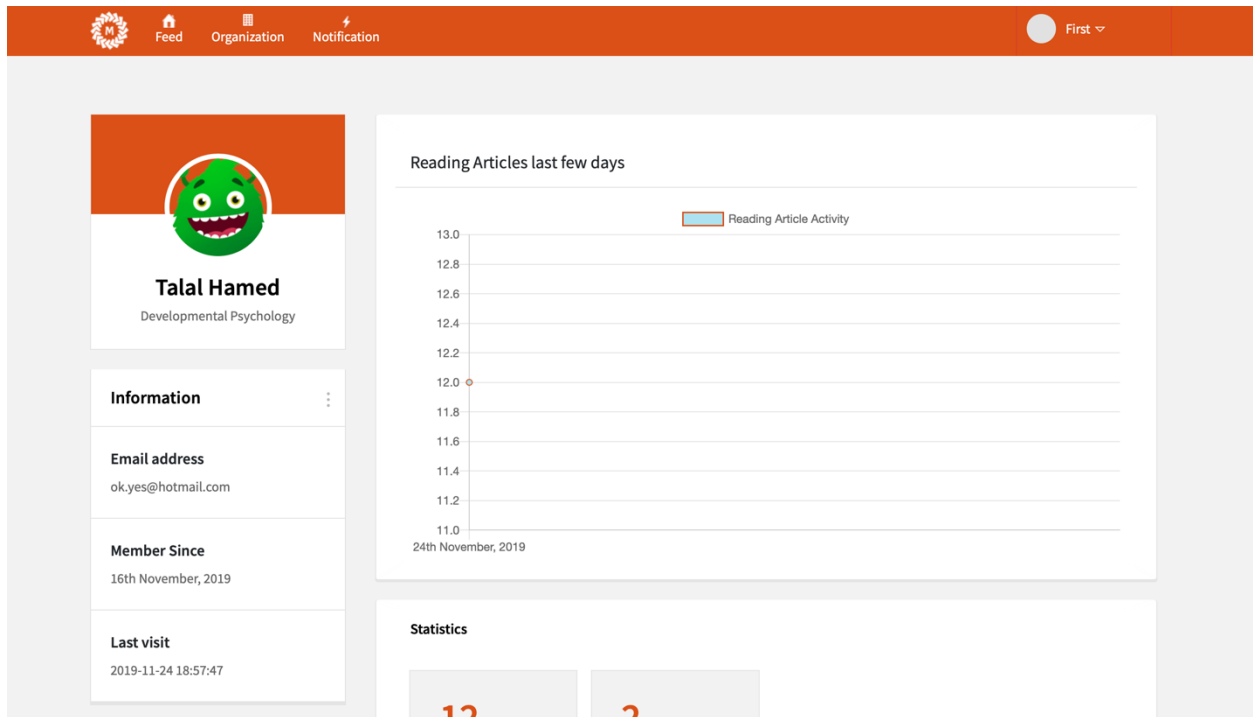 M
Feed
Organization
Notification
First
Talal Hamed
Developmental Psychology
Information
Email address
ok.yes@hotmail.com
Member Since
16th November, 2019
Last visit
2019-11-24 18:57:47
Reading Articles last few days
Reading Article Activity
13.0
12.8
12.6
12.4
12.2
12.0
11.8
11.6
11.4
11.2
11.0
24th November, 2019
Statistics
12
2